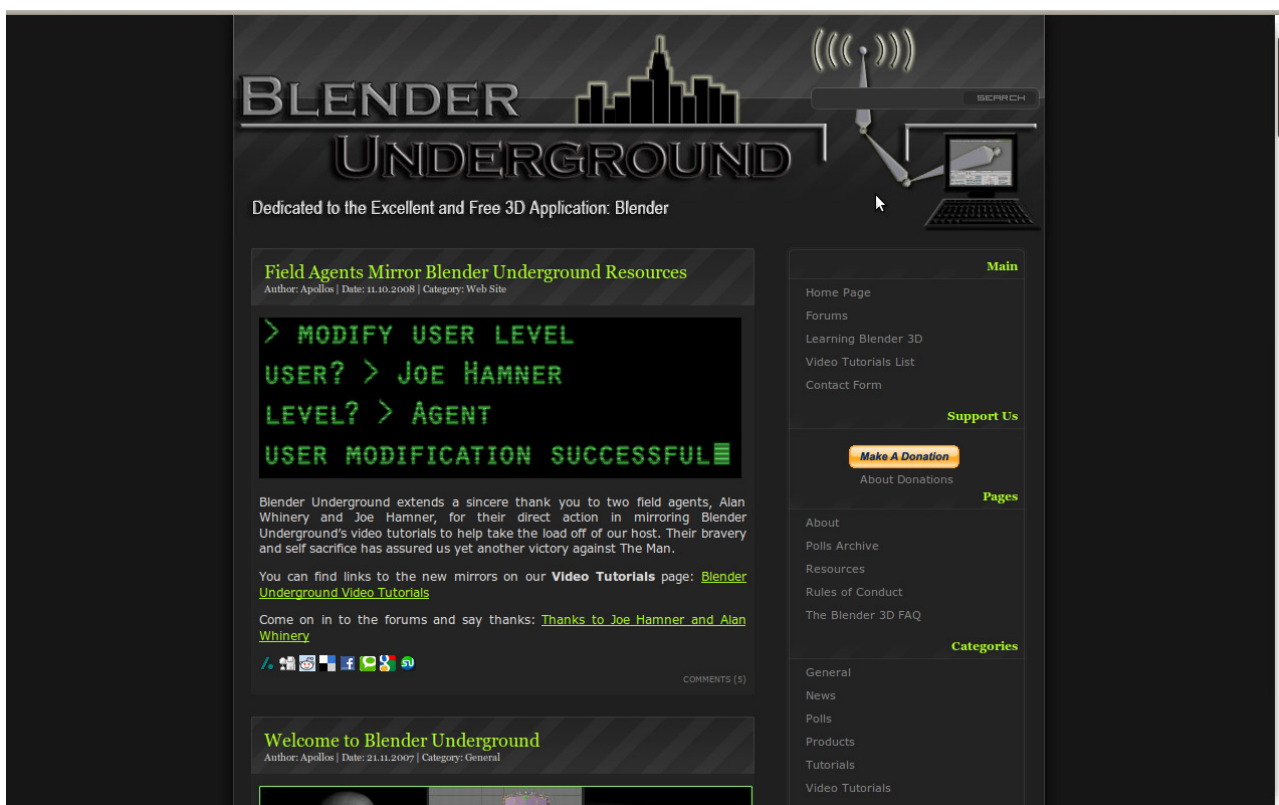 BLENDER
UNDERGROUND
SEARCH
Dedicated to the Excellent and Free 3D Application: Blender
Field Agents Mirror Blender Underground Resources
Author: Apollos | Date: 11.10.2008 | Category: Web Site
> MODIFY USER LEVEL
USER? > JOE HAMNER
LEVEL? > AGENT
USER MODIFICATION SUCCESSFUL
Blender Underground extends a sincere thank you to two field agents, Alan
Whinery and Joe Hamner, for their direct action in mirroring Blender
Underground's video tutorials to help take the load off of our host. Their bravery
and self sacrifice has assured us yet another victory against The Man.
You can find links to the new mirrors on our Video Tutorials page: Blender
Underground Video Tutorials
Come on in to the forums and say thanks: Thanks to Joe Hamner and Alan
Whinery
COMMENTS (5)
Welcome to Blender Underground
Author: Apollos | Date: 21.11.2007 | Category: General
Main
Home Page
Forums
Learning Blender 3D
Video Tutorials List
Contact Form
Support Us
Make A Donation
About Donations
Pages
About
Polls Archive
Resources
Rules of Conduct
The Blender 3D FAQ
Categories
General
News
Polls
Products
Tutorials
Video Tutorials